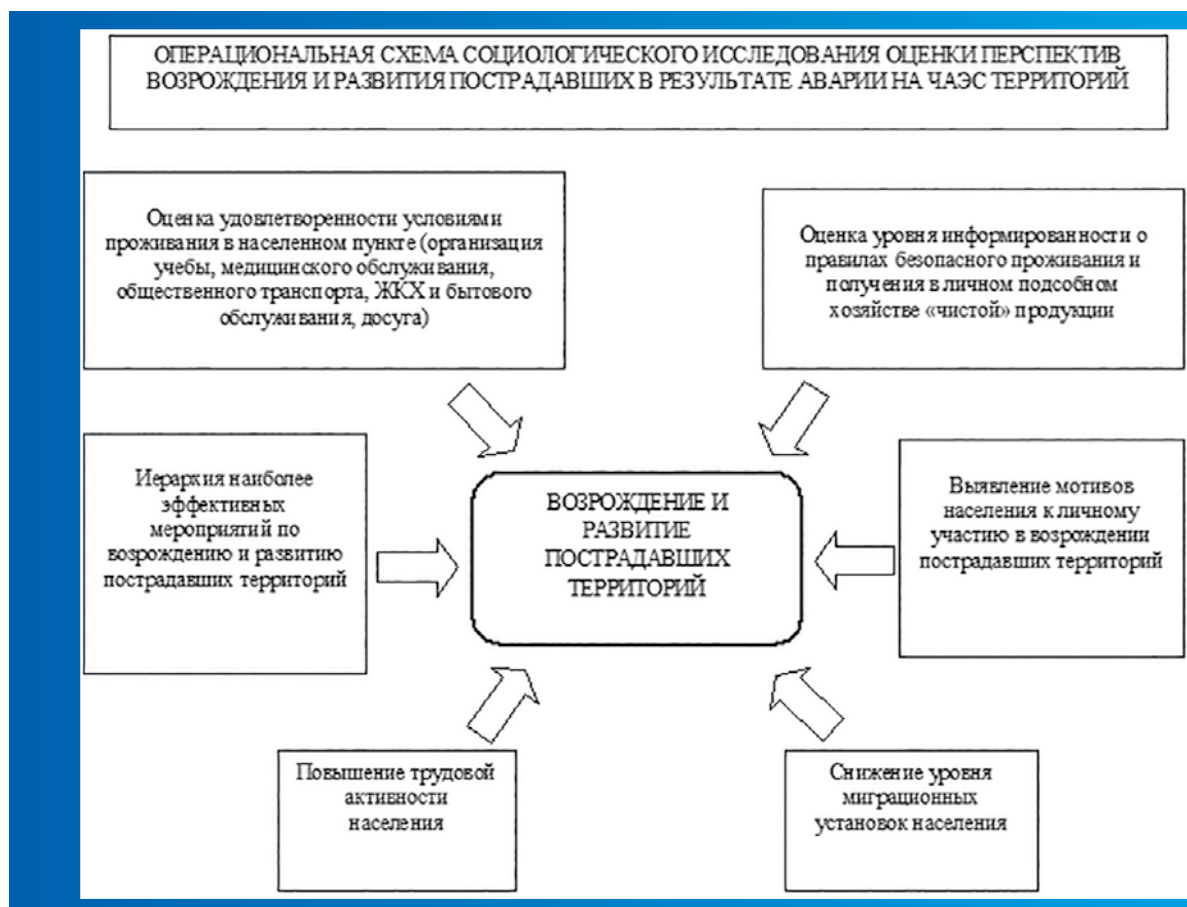 ОПЕРАЦИОНАЛЬНАЯ СХЕМА СОЦИОЛОГИЧЕСКОГО ИССЛЕДОВАНИЯ ОЦЕНКИ ПЕРСПЕКТИВ
ВОЗРОЖДЕНИЯ И РАЗВИТИЯ ПОСТРАДАВШИХ В РЕЗУЛЬТАТЕ АВАРИИ НА ЧАЭС ТЕРРИТОРИЙ
Оценка удовлетворенности условиями
проживания в населенном пункте (организация
учебы, медицинского обслуживания,
общественного транспорта, ЖКХ и бытового
обслуживания, досуга)
Оценка уровня информированности о
правилах безопасного проживания и
получения в личном подсобном
хозяйстве «чистой» продукции
Иерархия наиболее
эффективных
мероприятий по
возрождению и развитию
пострадавших территорий
ВОЗРОЖДЕНИЕ И
РАЗВИТИЕ
ПОСТРАДАВШИХ
ТЕРРИТОРИЙ
Выявление мотивов
населения к личному
участию в возрождении
пострадавших территорий
Повышение трудовой
активности
населения
Снижение уровня
миграционных
установок населения